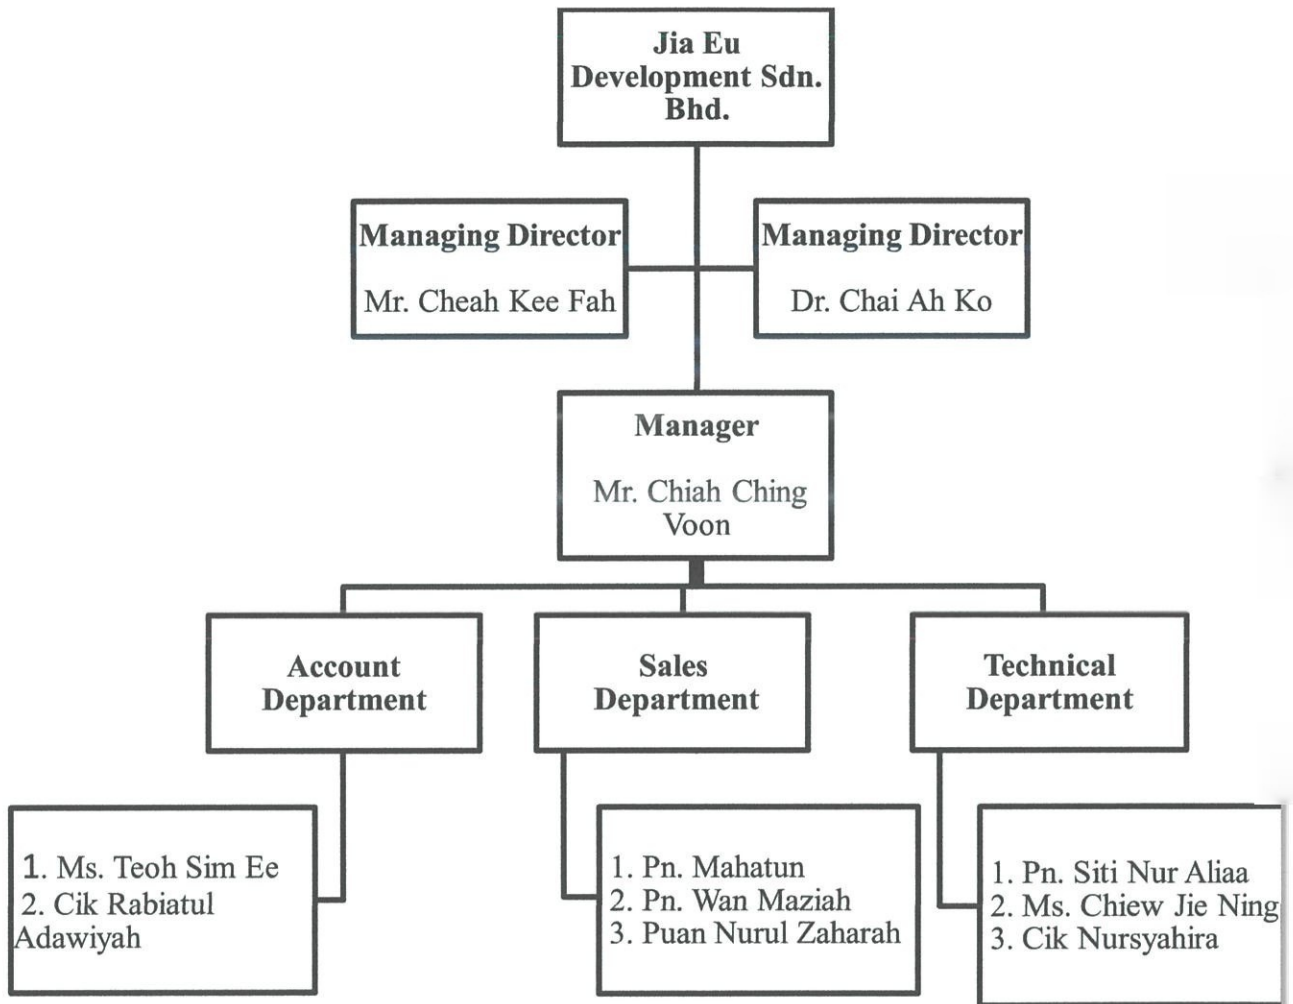 Jia Eu
Development Sdn.
Bhd.
Managing Director
Mr. Cheah Kee Fah
Managing Director
Dr. Chai Ah Ko
Manager
Mr. Chiah Ching
Voon
Account
Department
Sales
Department
Technical
Department
1. Ms. Teoh Sim Ee
2. Cik Rabiatul
Adawiyah
1. Pn. Mahatun
2. Pn. Wan Maziah
3. Puan Nurul Zaharah
1. Pn. Siti Nur Aliaa
2. Ms. Chiew Jie Ning
3. Cik Nursyahira